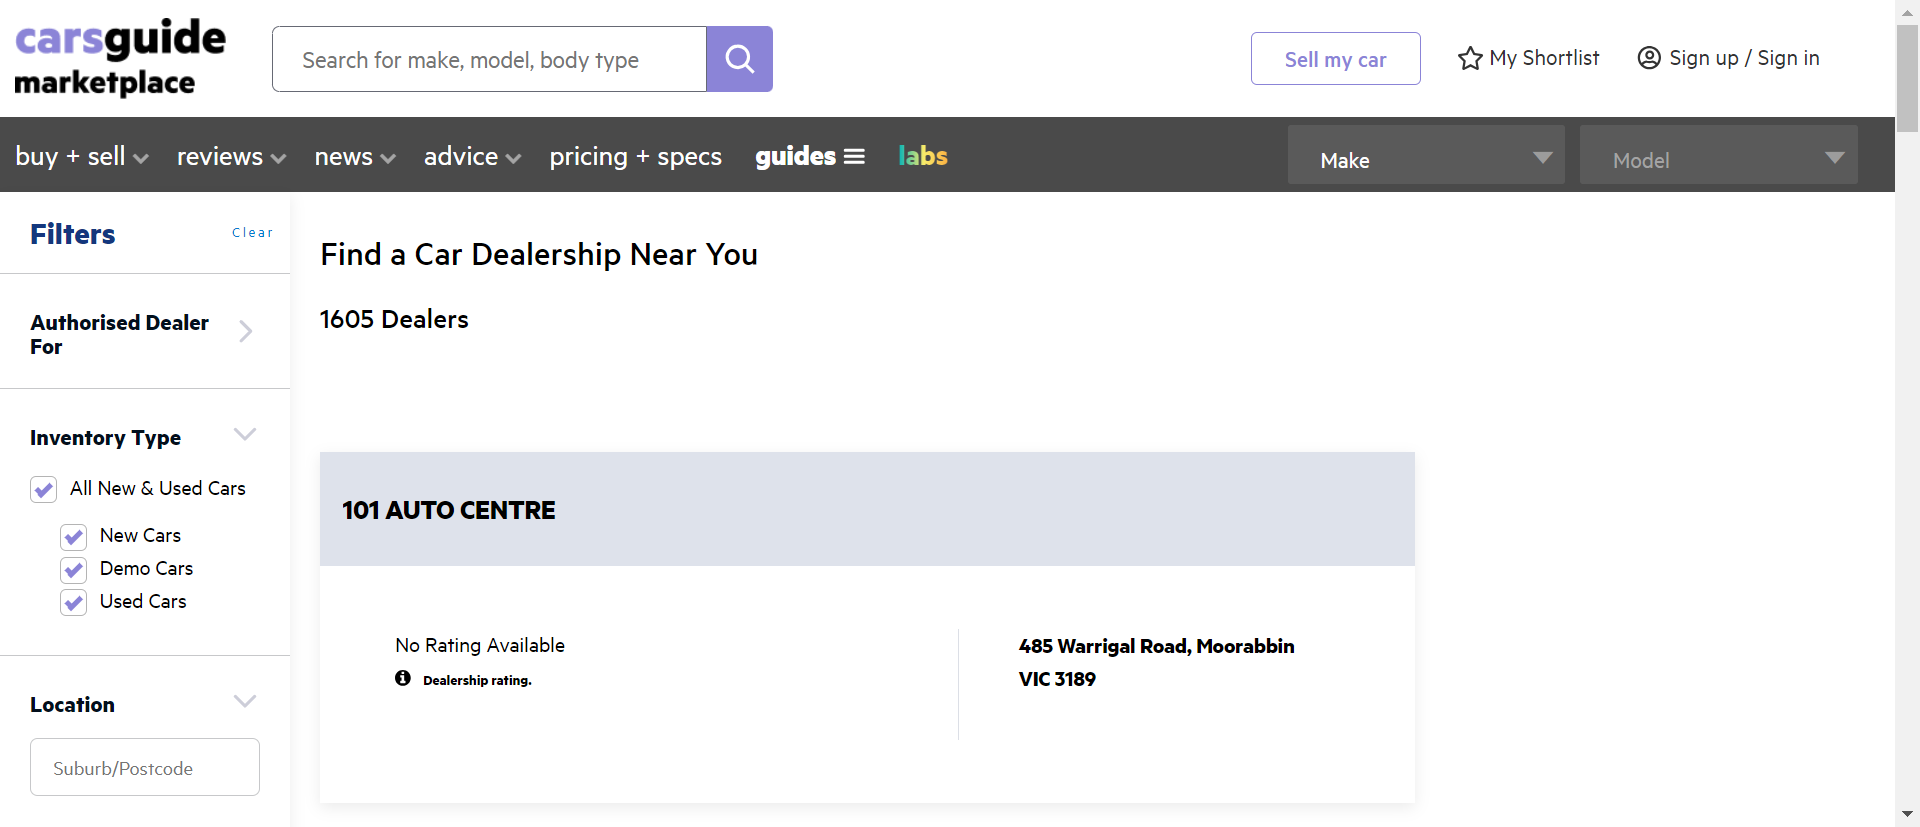 carsguide
marketplace
Search for make, model, body type
Sell my car
My Shortlist
Sign up / Sign in
buy + sell
reviews
news
advice
pricing + specs
guides
labs
Make
Model
Filters
Clear
Authorised Dealer
For
Inventory Type
All New & Used Cars
New Cars
Demo Cars
Used Cars
Location
Suburb/Postcode
Find a Car Dealership Near You
1605 Dealers
101 AUTO CENTRE
No Rating Available
Dealership rating.
485 Warrigal Road, Moorabbin
VIC 3189